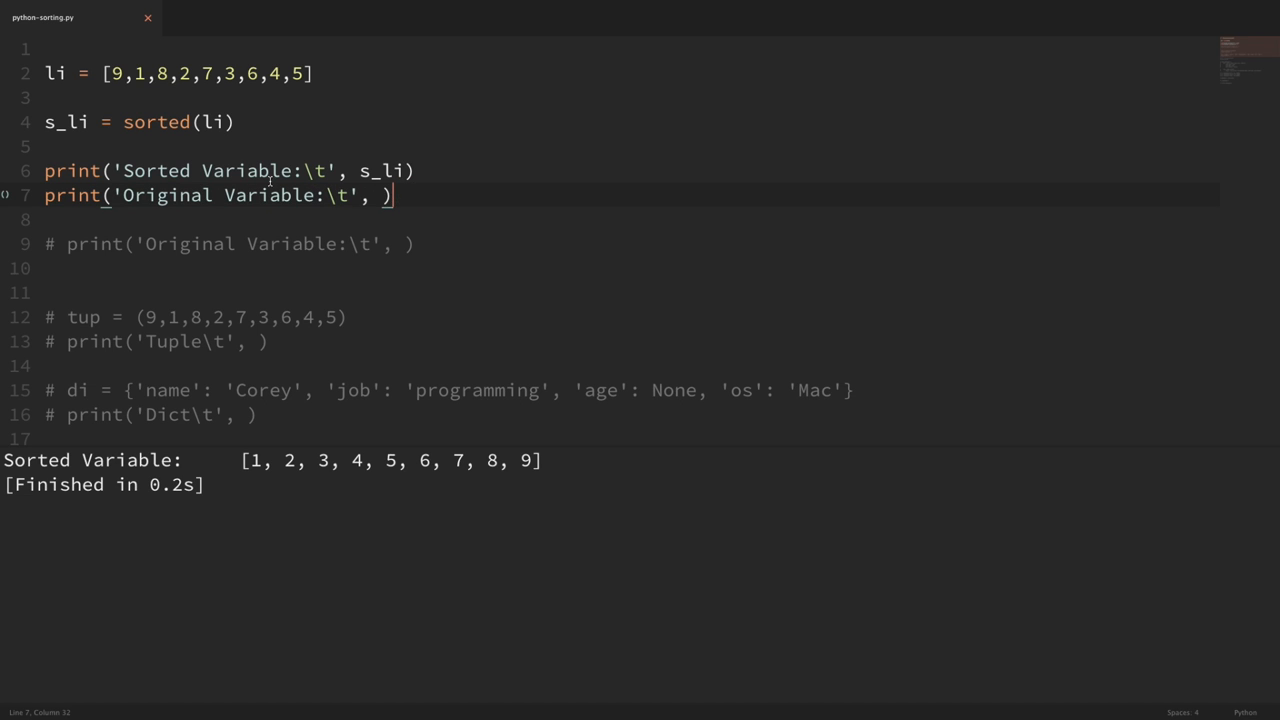 python-sorting.py ×
1
2 li = [9,1,8,2,7,3,6,4,5]
3
4 s_li = sorted(li)
5
6 print('Sorted Variable:\t', s_li)
() 7 print('Original Variable:\t', )
8
9 # print('Original Variable:\t', )
10
11
12 # tup = (9,1,8,2,7,3,6,4,5)
13 # print('Tuple\t', )
14
15 # di = {'name': 'Corey', 'job': 'programming', 'age': None, 'os': 'Mac'}
16 # print('Dict\t', )
17
Sorted Variable: [1, 2, 3, 4, 5, 6, 7, 8, 9]
[Finished in 0.2s]
Line 7, Column 32 Spaces: 4 Python